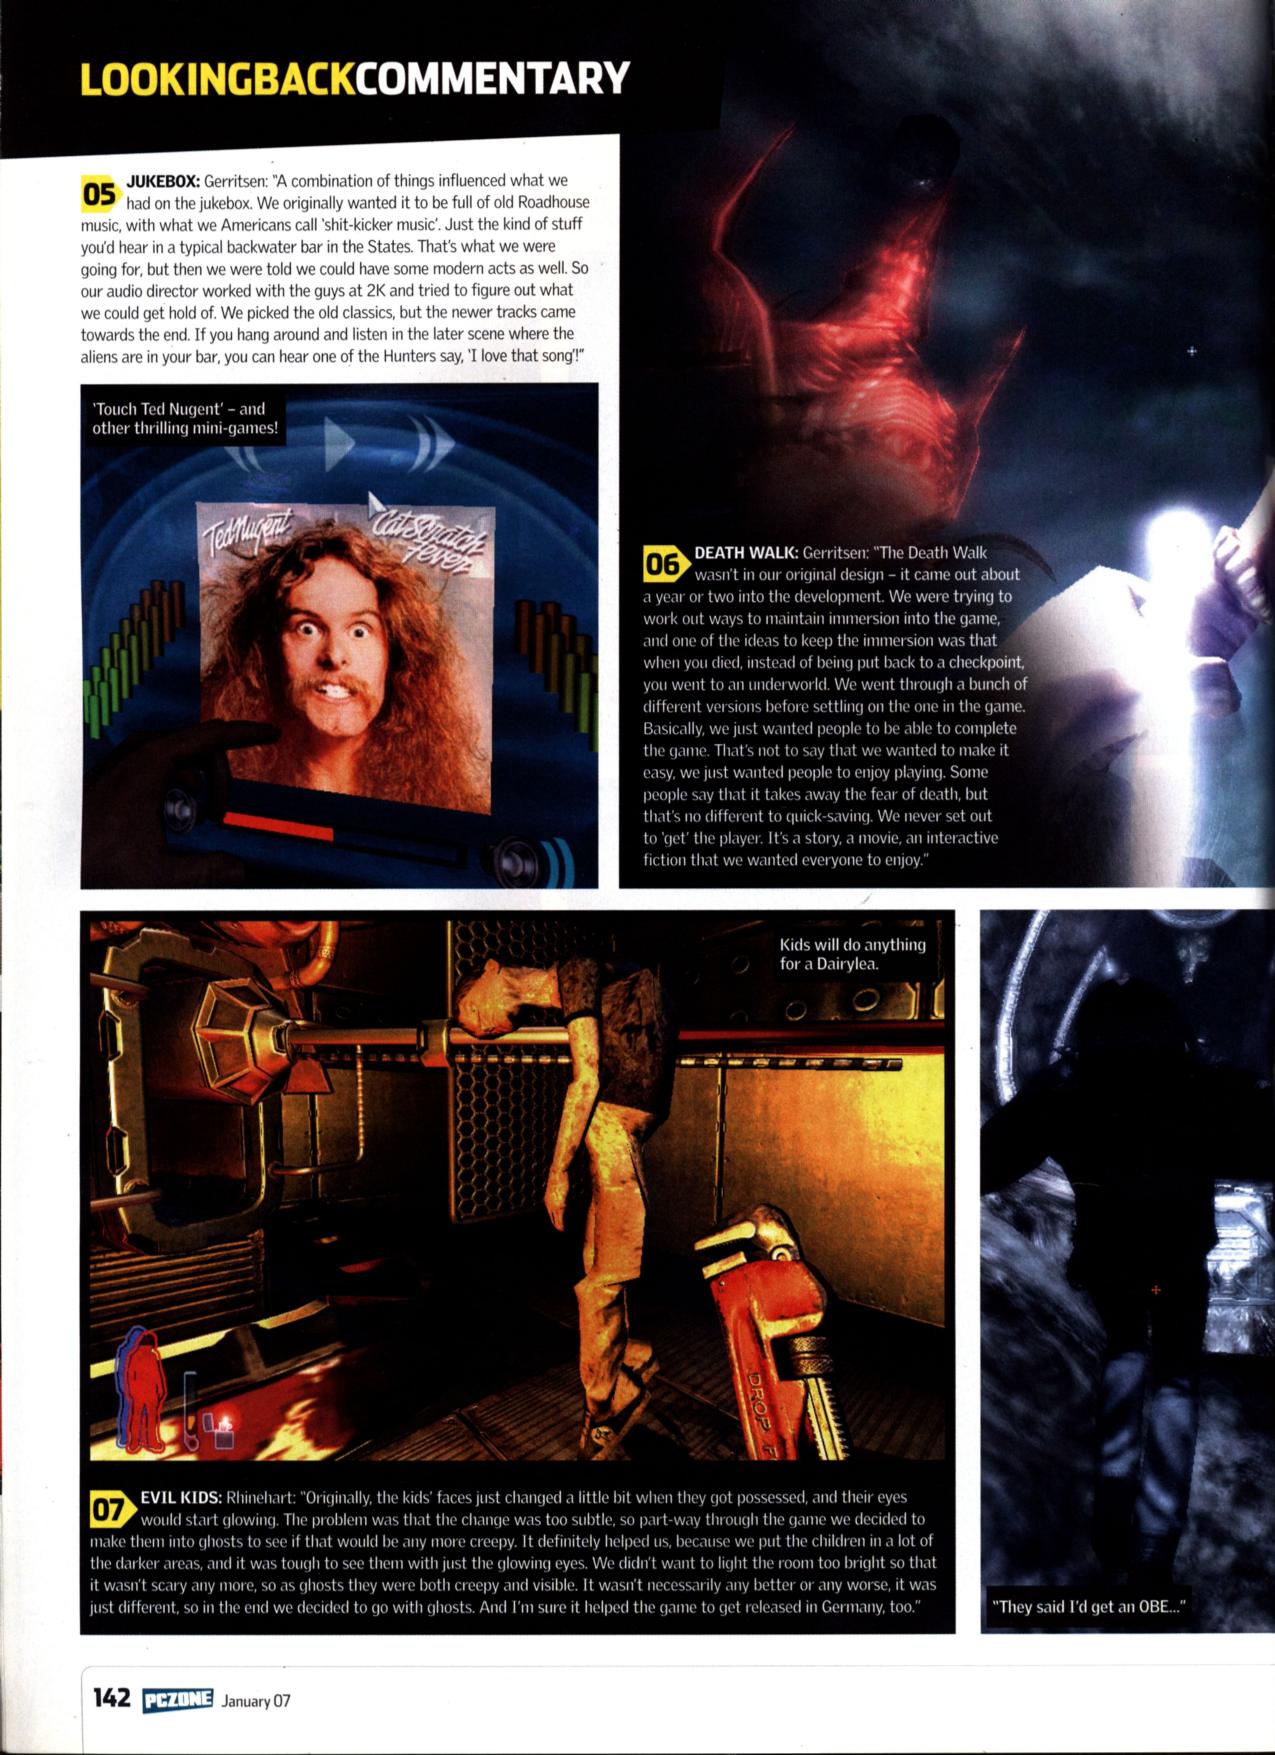 LOOKINGBACKCOMMENTARY
05 JUKEBOX: Gerritsen: "A combination of things influenced what we
had on the jukebox. We originally wanted it to be full of old Roadhouse
music, with what we Americans call 'shit-kicker music'. Just the kind of stuff
you'd hear in a typical backwater bar in the States. That's what we were
going for, but then we were told we could have some modern acts as well. So
our audio director worked with the guys at 2K and tried to figure out what
we could get hold of. We picked the old classics, but the newer tracks came
towards the end. If you hang around and listen in the later scene where the
aliens are in your bar, you can hear one of the Hunters say, 'I love that song'!"
'Touch Ted Nugent' – and
other thrilling mini-games!
Ted Nugent
Cat Scratch
Fever
06 DEATH WALK: Gerritsen: "The Death Walk
wasn't in our original design – it came out about
a year or two into the development. We were trying to
work out ways to maintain immersion into the game,
and one of the ideas to keep the immersion was that
when you died, instead of being put back to a checkpoint,
you went to an underworld. We went through a bunch of
different versions before settling on the one in the game.
Basically, we just wanted people to be able to complete
the game. That's not to say that we wanted to make it
easy, we just wanted people to enjoy playing. Some
people say that it takes away the fear of death, but
that's no different to quick-saving. We never set out
to 'get' the player. It's a story, a movie, an interactive
fiction that we wanted everyone to enjoy."
Kids will do anything
for a Dairylea.
DROP F
07 EVIL KIDS: Rhinehart: "Originally, the kids' faces just changed a little bit when they got possessed, and their eyes
would start glowing. The problem was that the change was too subtle, so part-way through the game we decided to
make them into ghosts to see if that would be any more creepy. It definitely helped us, because we put the children in a lot of
the darker areas, and it was tough to see them with just the glowing eyes. We didn't want to light the room too bright so that
it wasn't scary any more, so as ghosts they were both creepy and visible. It wasn't necessarily any better or any worse, it was
just different, so in the end we decided to go with ghosts. And I'm sure it helped the game to get released in Germany, too."
"They said I'd get an OBE..."
142 PCZONE January 07